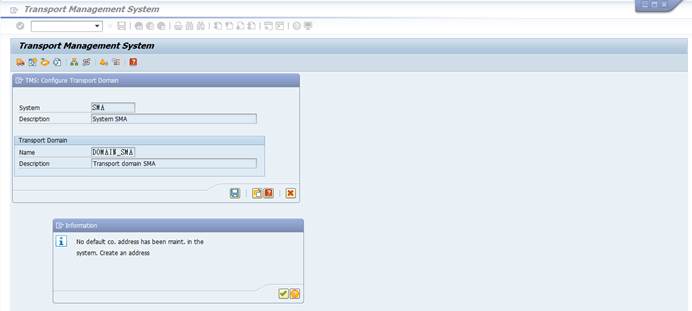 Transport Management System
Transport Management System
TMS: Configure Transport Domain
System SMA
Description System SMA
Transport Domain
Name DOMAIN_SMA
Description Transport domain SMA
Information
No default co. address has been maint. in the
system. Create an address